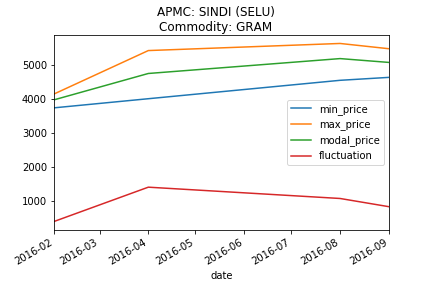 APMC: SINDI (SELU)
Commodity: GRAM
5000
4000
3000
2000
1000
min_price
max_price
modal_price
fluctuation
2016-02
2016-03
2016-04
2016-05
2016-06
2016-07
2016-08
2016-09
date